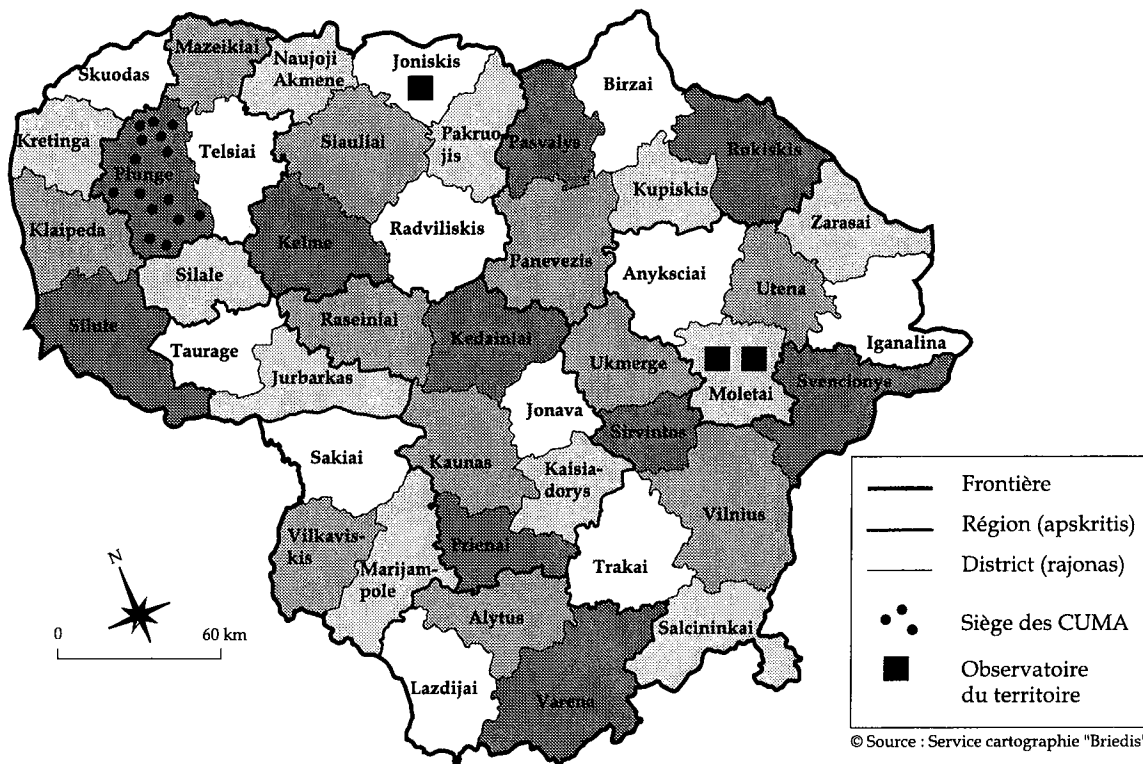 Mazeikiai
Skuodas
Naujoji
Akmene
Joniskis
Birzai
Kretinga
Plunge
Telsiai
Siauliai
Pakruo-
jis
Pasvalys
Rokiskis
Kupiskis
Klaipeda
Kelme
Radviliskis
Panevezis
Zarasai
Silale
Anyksciai
Utena
Silute
Raseiniai
Kedainiai
Taurage
Jurbarkas
Ukmerge
Moletai
Iganalina
Svencionys
Jonava
Sirvintos
Sakiai
Kaunas
Kaisia-
dorys
Vilnius
Vilkavis-
kis
Prienai
Marijam-
pole
Trakai
Alytus
Salcininkai
Lazdijai
Varena
N
0 60 km
Frontière
Région (apskritis)
District (rajonas)
Siège des CUMA
Observatoire
du territoire
© Source : Service cartographie "Briedis"